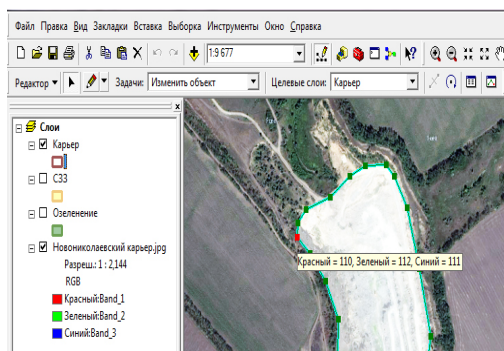 Файл Правка Вид Закладки Вставка Выборка Инструменты Окно Справка
1:9 677
Редактор Задачи: Изменить объект Целевые слои: Карьер
Слои
Карьер
СЗЗ
Озеленение
Новониколаевский карьер.jpg
Разреш.: 1 : 2,144
RGB
Красный:Band_1
Зеленый:Band_2
Синий:Band_3
Красный = 110, Зеленый = 112, Синий = 111